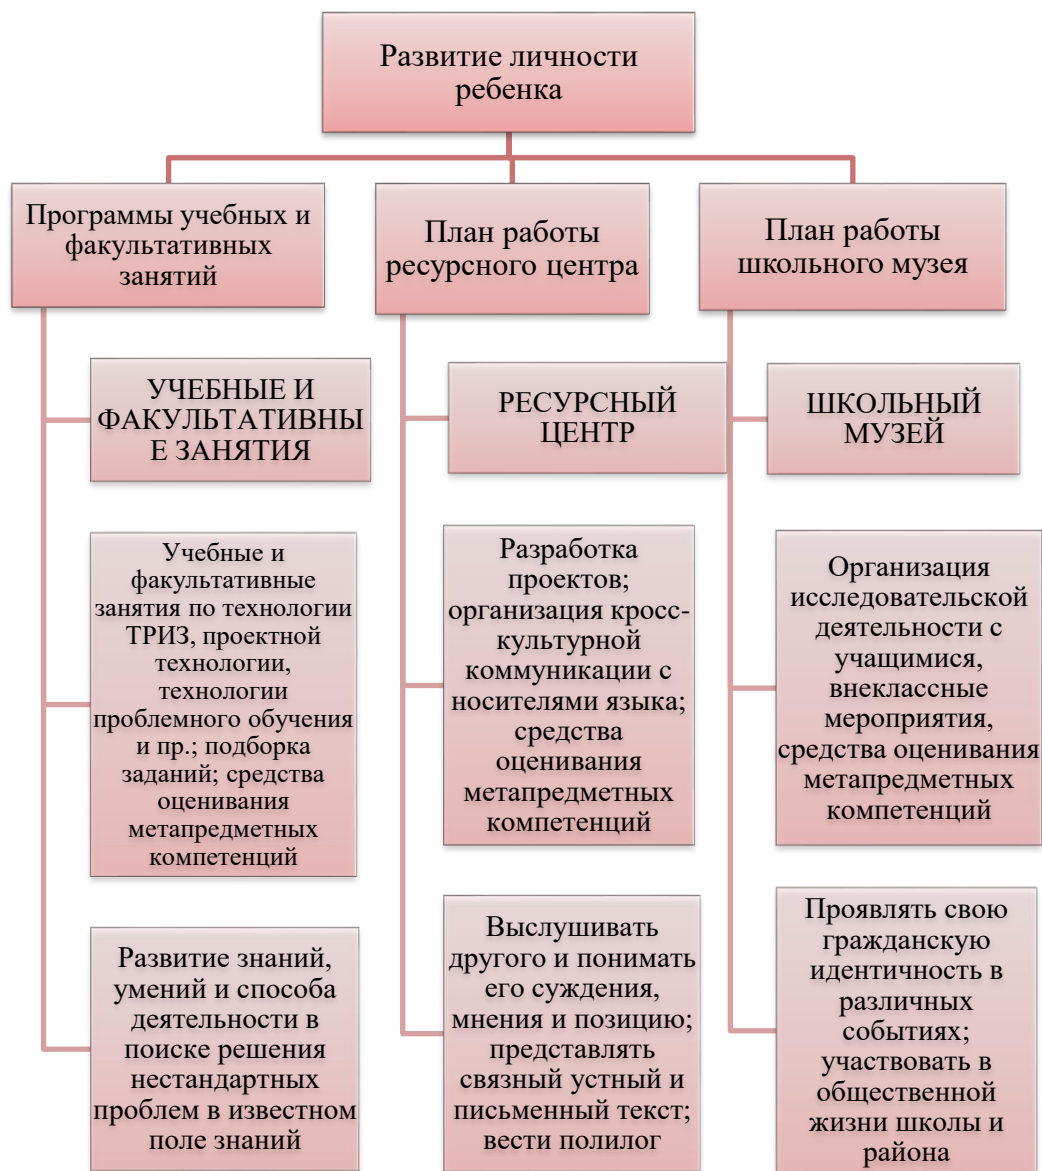 Развитие личности
ребенка
Программы учебных и
факультативных
занятий
План работы
ресурсного центра
План работы
школьного музея
УЧЕБНЫЕ И
ФАКУЛЬТАТИВНЫ
Е ЗАНЯТИЯ
РЕСУРСНЫЙ
ЦЕНТР
ШКОЛЬНЫЙ
МУЗЕЙ
Учебные и
факультативные
занятия по технологии
ТРИЗ, проектной
технологии,
технологии
проблемного обучения
и пр.; подборка
заданий; средства
оценивания
метапредметных
компетенций
Разработка
проектов;
организация кросс-
культурной
коммуникации с
носителями языка;
средства
оценивания
метапредметных
компетенций
Организация
исследовательской
деятельности с
учащимися,
внеклассные
мероприятия,
средства оценивания
метапредметных
компетенций
Развитие знаний,
умений и способа
деятельности в
поиске решения
нестандартных
проблем в известном
поле знаний
Выслушивать
другого и понимать
его суждения,
мнения и позицию;
представлять
связный устный и
письменный текст;
вести полилог
Проявлять свою
гражданскую
идентичность в
различных
событиях;
участвовать в
общественной
жизни школы и
района